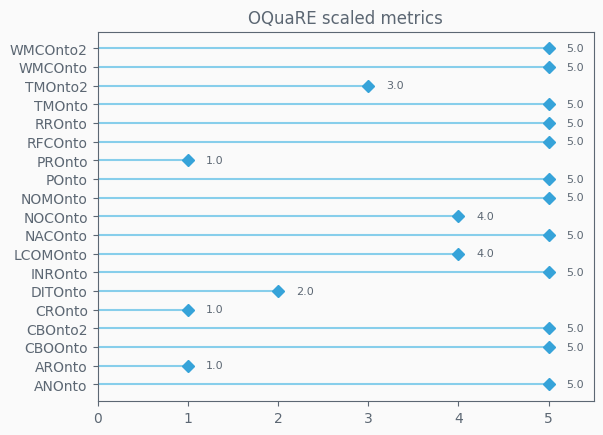 OQuaRE scaled metrics
WMCOnto2 5.0
WMCOnto 5.0
TMOnto2 3.0
TMOnto 5.0
RROnto 5.0
RFCOnto 5.0
PROnto 1.0
POnto 5.0
NOMOnto 5.0
NOCOnto 4.0
NACOnto 5.0
LCOMOnto 4.0
INROnto 5.0
DITOnto 2.0
CROnto 1.0
CBOnto2 5.0
CBOOnto 5.0
AROnto 1.0
ANOnto 5.0
0 1 2 3 4 5